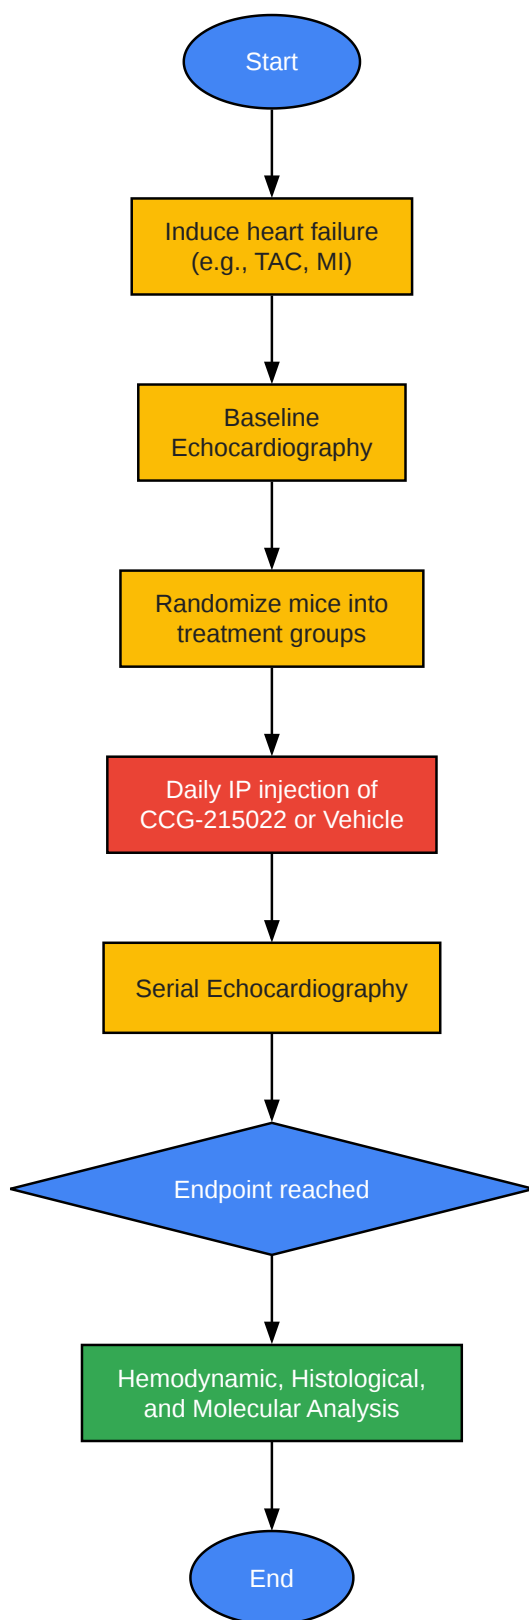 Start
Induce heart failure
(e.g., TAC, MI)
Baseline
Echocardiography
Randomize mice into
treatment groups
Daily IP injection of
CCG-215022 or Vehicle
Serial Echocardiography
Endpoint reached
Hemodynamic, Histological,
and Molecular Analysis
End